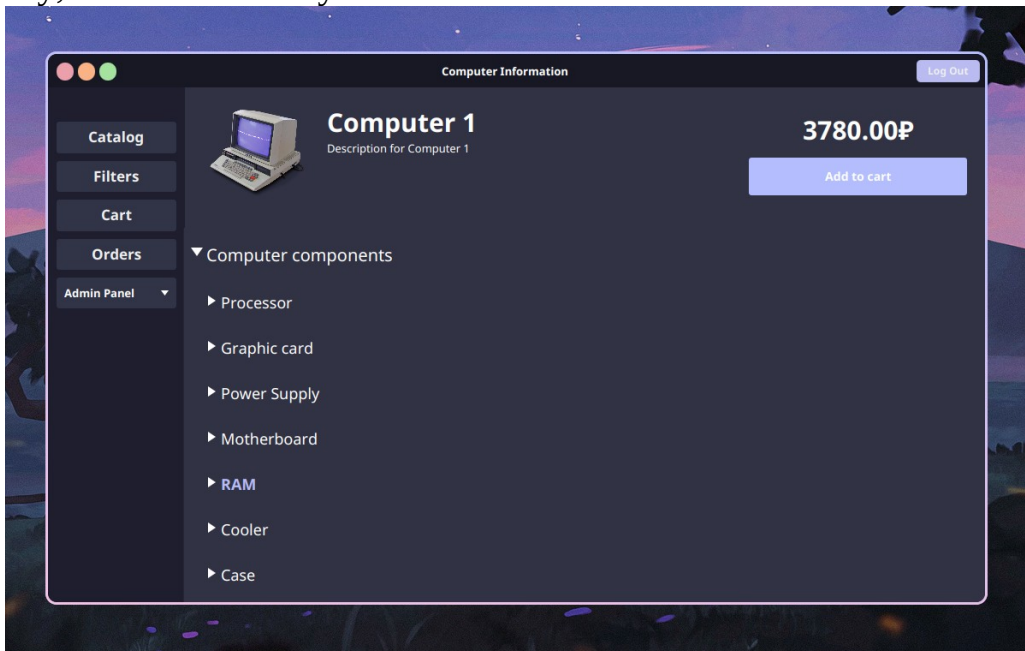 Computer Information
Log Out
Catalog
Filters
Cart
Orders
Admin Panel
Computer 1
Description for Computer 1
3780.00₽
Add to cart
Computer components
Processor
Graphic card
Power Supply
Motherboard
RAM
Cooler
Case